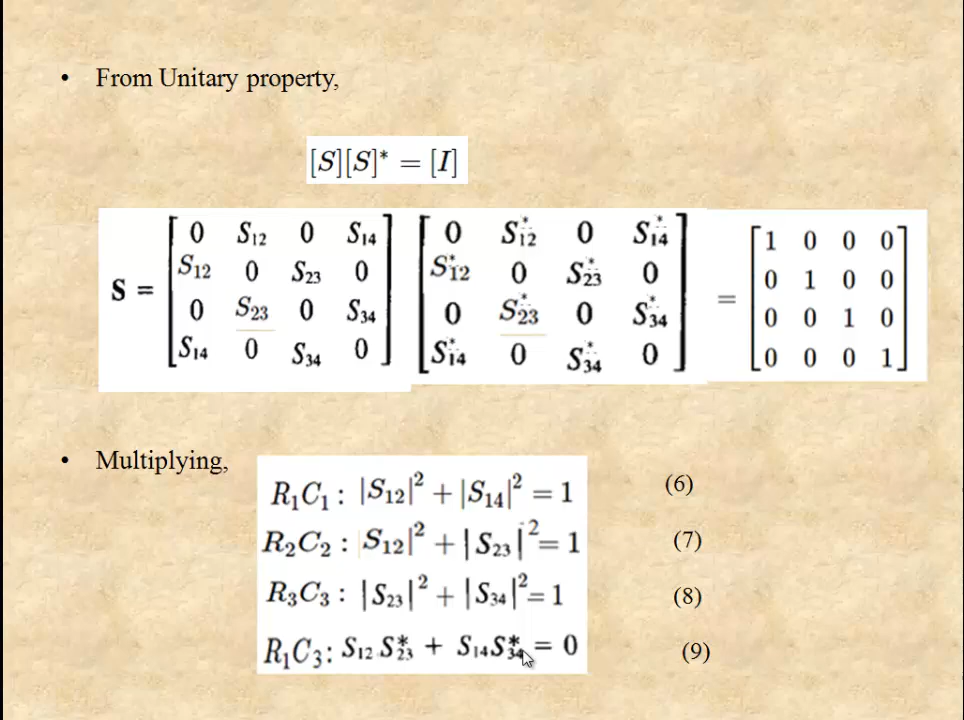 • From Unitary property,
[S][S]* = [I]
S = [0 S12 0 S14] [0 S*12 0 S*14] = [1 0 0 0]
[S12 0 S23 0] [S*12 0 S*23 0] [0 1 0 0]
[0 S23 0 S34] [0 S*23 0 S*34] [0 0 1 0]
[S14 0 S34 0] [S*14 0 S*34 0] [0 0 0 1]
• Multiplying,
R₁C₁ : |S12|² + |S14|² = 1 (6)
R₂C₂ : S12|² + |S23|² = 1 (7)
R₃C₃ : |S23|² + |S34|² = 1 (8)
R₁C₃ : S12 S*23 + S14 S*34 = 0 (9)